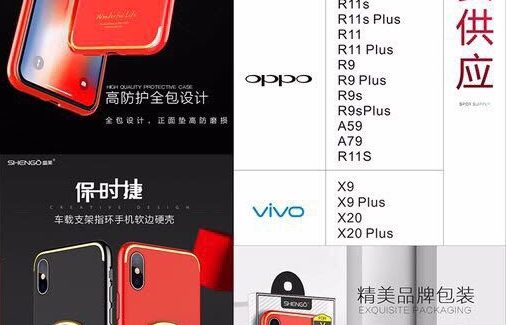 Wonderful Life
HIGH QUALITY PROTECTIVE CASE
高防护全包设计
全包设计，正面垫高防磨损
SHENGO
保时捷
CREATIVE DESIGN
车载支架指环手机软边硬壳
oppo
R11s
R11s Plus
R11
R11 Plus
R9
R9 Plus
R9s
R9sPlus
A59
A79
R11S
vivo
X9
X9 Plus
X20
X20 Plus
供
应
SPOT SUPPLY
SHENGO
精美品牌包装
EXQUISITE PACKAGING